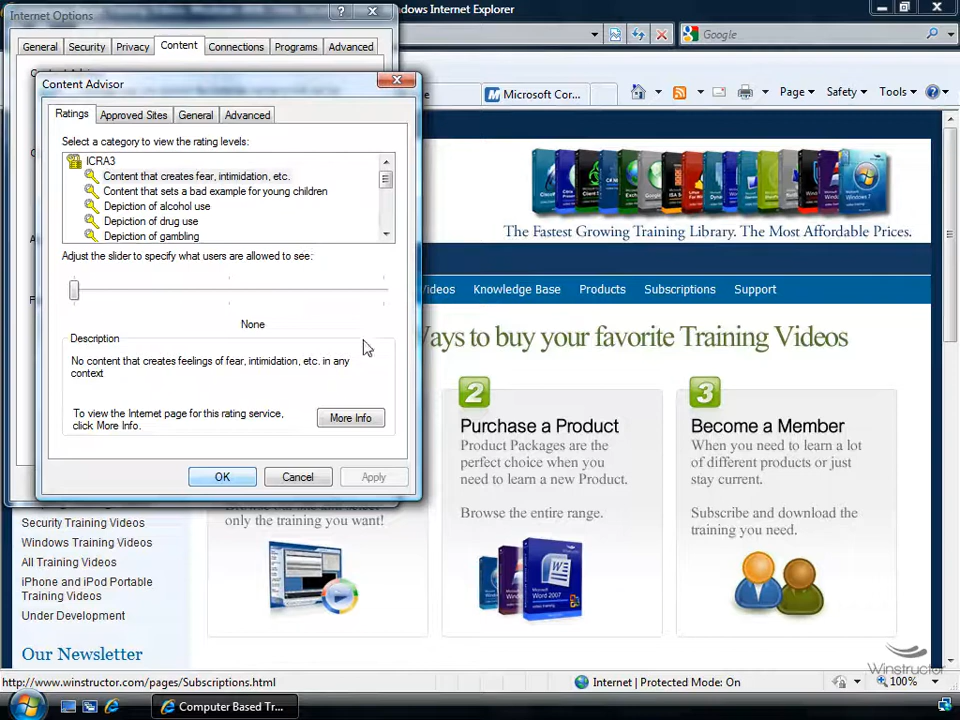 Internet Options
ndows Internet Explorer
General
Security
Privacy
Content
Connections
Programs
Advanced
Google
Content Advisor
Microsoft Cor...
Page
Safety
Tools
Ratings
Approved Sites
General
Advanced
Select a category to view the rating levels:
ICRA3
Content that creates fear, intimidation, etc.
Content that sets a bad example for young children
Depiction of alcohol use
Depiction of drug use
Depiction of gambling
The Fastest Growing Training Library. The Most Affordable Prices.
Adjust the slider to specify what users are allowed to see:
None
Videos
Knowledge Base
Products
Subscriptions
Support
Description
No content that creates feelings of fear, intimidation, etc. in any
context
To view the Internet page for this rating service,
click More Info.
More Info
OK
Cancel
Apply
Ways to buy your favorite Training Videos
2
Purchase a Product
Product Packages are the
perfect choice when you
need to learn a new Product.
Browse the entire range.
3
Become a Member
When you need to learn a lot
of different products or just
stay current.
Subscribe and download the
training you need.
only the training you want!
Security Training Videos
Windows Training Videos
All Training Videos
iPhone and iPod Portable
Training Videos
Under Development
Our Newsletter
Winstructor
http://www.winstructor.com/pages/Subscriptions.html
Internet | Protected Mode: On
100%
Computer Based Tr...